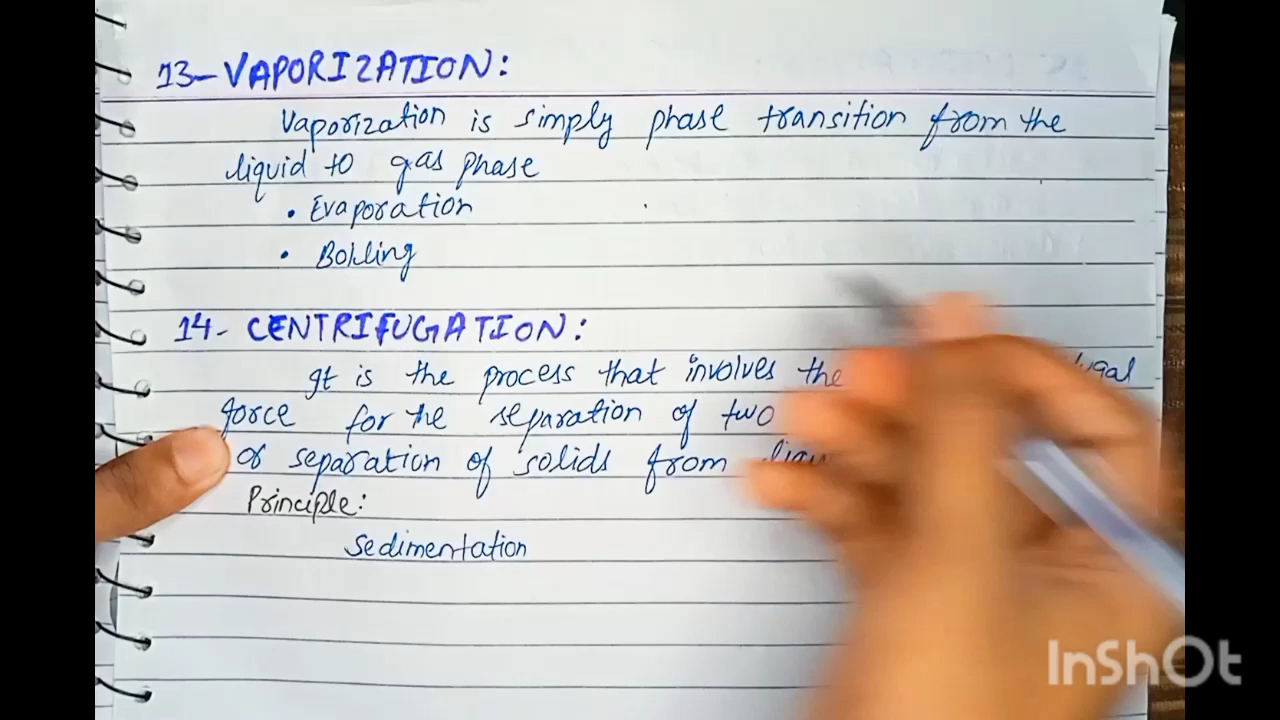 13-VAPORIZATION:
Vaporization is simply phase transition from the
liquid to gas phase
• Evaporation
• Boiling
14- CENTRIFUGATION:
It is the process that involves the
force for the separation of two
or separation of solids from
Principle:
Sedimentation
InShOt